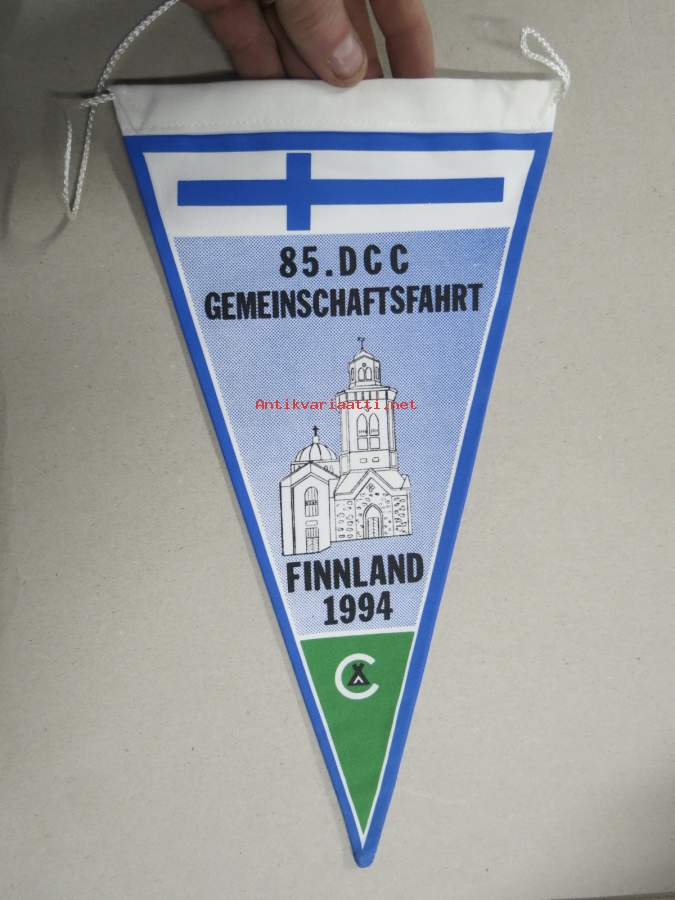 85. DCC
GEMEINSCHAFTSFAHRT
Antikvariaatti.net
FINNLAND
1994
C